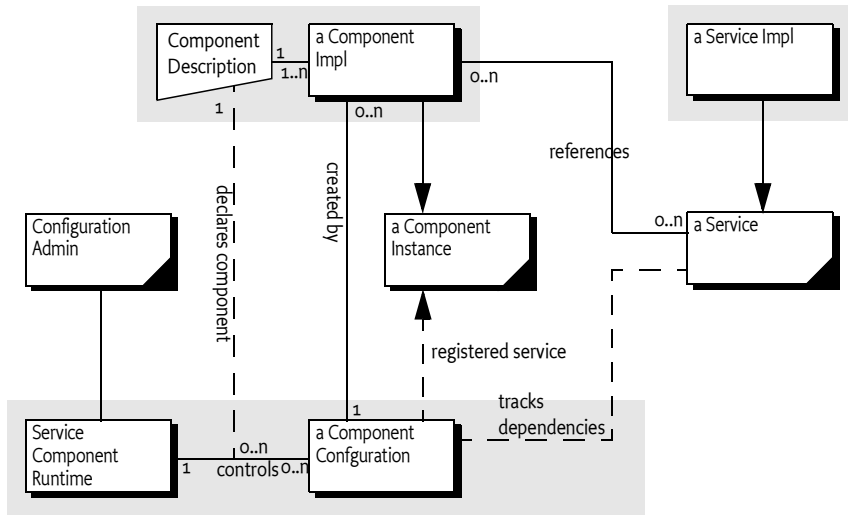 Component
Description
1
1..n
a Component
Impl
0..n
a Service Impl
1
0..n
references
created by
declares component
Configuration
Admin
a Component
Instance
0..n
a Service
registered service
tracks
dependencies
1
Service
Component
Runtime
1
0..n
controls
0..n
a Component
Confguration